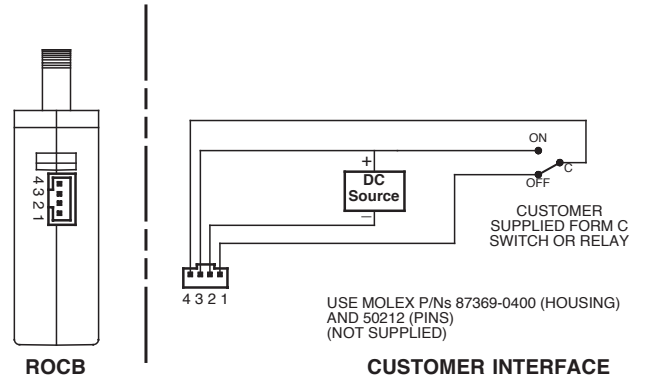 4 3 2 1
ROCB
+
DC
Source
–
ON
C
OFF
CUSTOMER
SUPPLIED FORM C
SWITCH OR RELAY
4 3 2 1
USE MOLEX P/Ns 87369-0400 (HOUSING)
AND 50212 (PINS)
(NOT SUPPLIED)
CUSTOMER INTERFACE